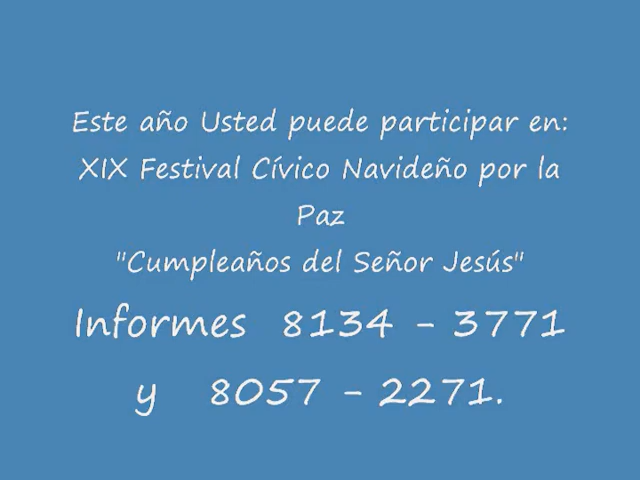 Este año Usted puede participar en:
XIX Festival Cívico Navideño por la
Paz
"Cumpleaños del Señor Jesús"
Informes 8134 - 3771
y 8057 - 2271.